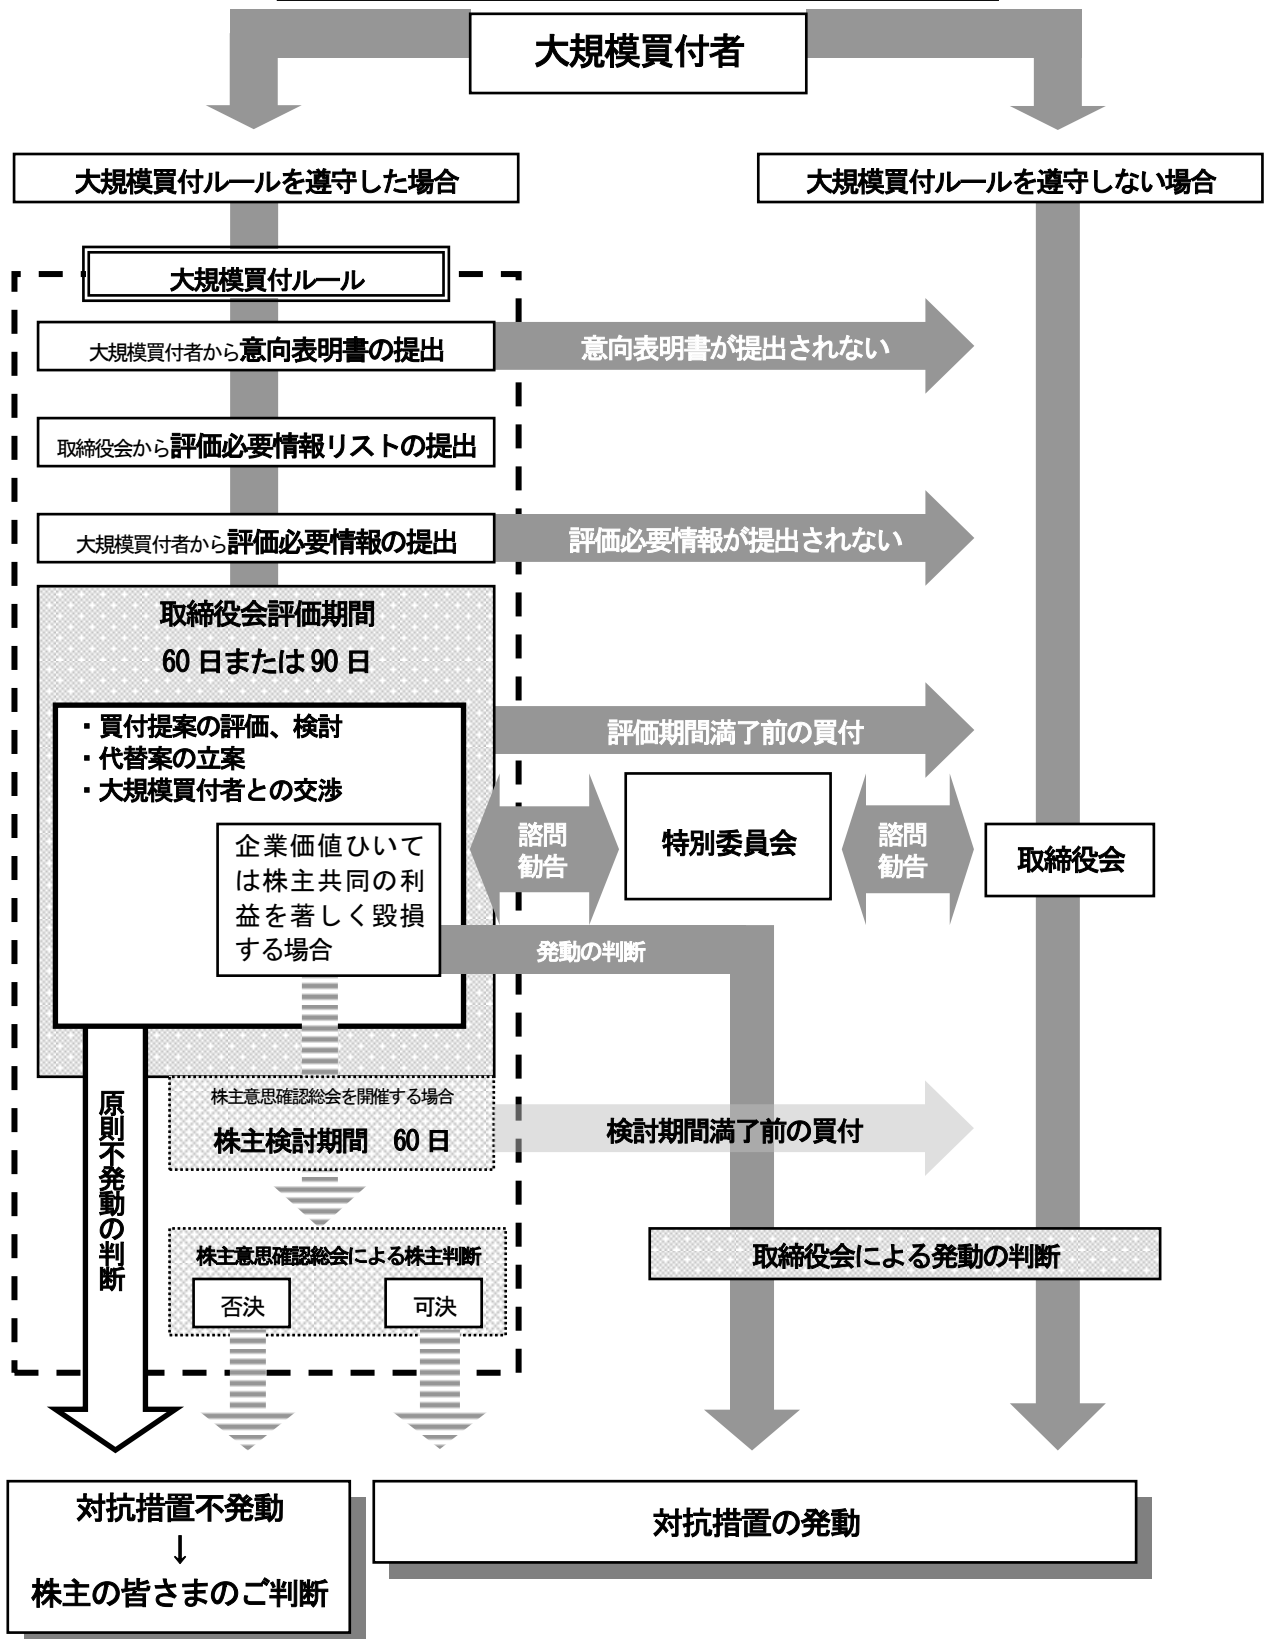 大規模買付者
大規模買付ルールを遵守した場合
大規模買付ルールを遵守しない場合
大規模買付ルール
大規模買付者から意向表明書の提出
意向表明書が提出されない
取締役会から評価必要情報リストの提出
大規模買付者から評価必要情報の提出
評価必要情報が提出されない
取締役会評価期間
60 日または 90 日
・買付提案の評価、検討
・代替案の立案
・大規模買付者との交渉
評価期間満了前の買付
企業価値ひいて
は株主共同の利
益を著しく毀損
する場合
諮問
勧告
特別委員会
諮問
勧告
取締役会
発動の判断
原則不発動の判断
株主意思確認総会を開催する場合
株主検討期間 60 日
検討期間満了前の買付
株主意思確認総会による株主判断
否決
可決
取締役会による発動の判断
対抗措置不発動
↓
株主の皆さまのご判断
対抗措置の発動